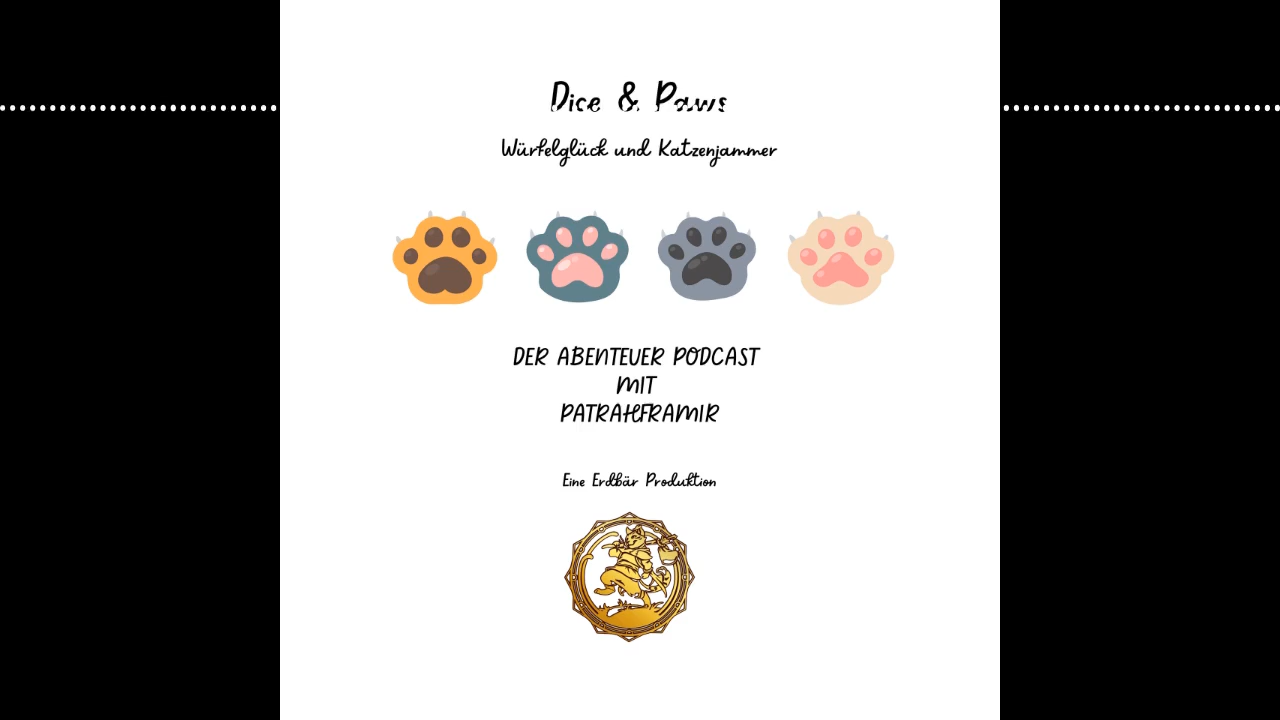 Dice & Paws
Würfelglück und Katzenjammer
DER ABENTEUER PODCAST
MIT
PATRAHFRAMIR
Eine Erdbär Produktion